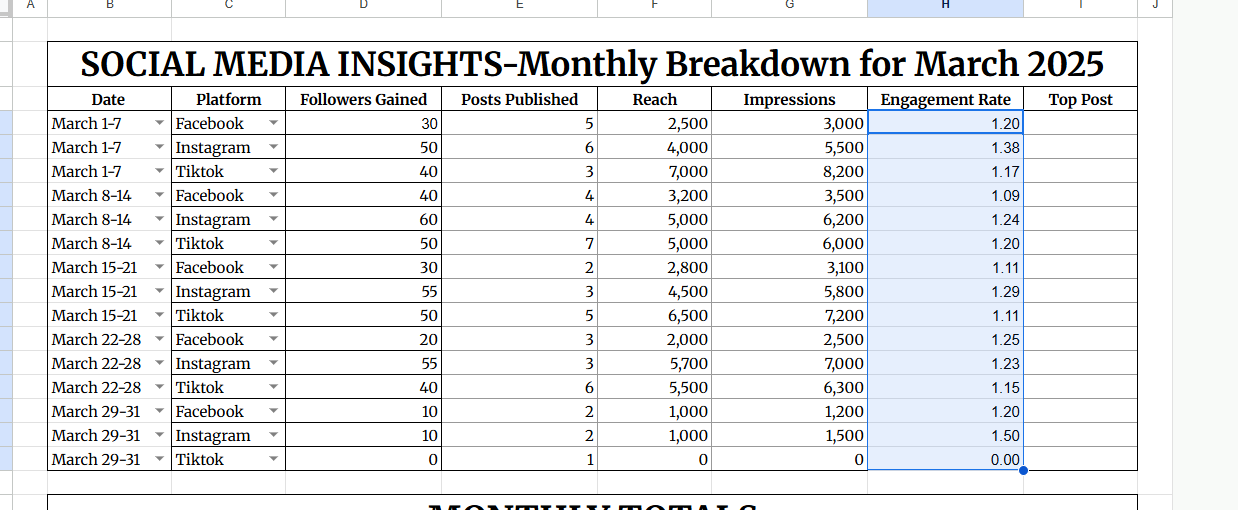 A B C D E F G H I J
SOCIAL MEDIA INSIGHTS-Monthly Breakdown for March 2025
Date Platform Followers Gained Posts Published Reach Impressions Engagement Rate Top Post
March 1-7 Facebook 30 5 2,500 3,000 1.20
March 1-7 Instagram 50 6 4,000 5,500 1.38
March 1-7 Tiktok 40 3 7,000 8,200 1.17
March 8-14 Facebook 40 4 3,200 3,500 1.09
March 8-14 Instagram 60 4 5,000 6,200 1.24
March 8-14 Tiktok 50 7 5,000 6,000 1.20
March 15-21 Facebook 30 2 2,800 3,100 1.11
March 15-21 Instagram 55 3 4,500 5,800 1.29
March 15-21 Tiktok 50 5 6,500 7,200 1.11
March 22-28 Facebook 20 3 2,000 2,500 1.25
March 22-28 Instagram 55 3 5,700 7,000 1.23
March 22-28 Tiktok 40 6 5,500 6,300 1.15
March 29-31 Facebook 10 2 1,000 1,200 1.20
March 29-31 Instagram 10 2 1,000 1,500 1.50
March 29-31 Tiktok 0 1 0 0 0.00
MONTHLY TOTALS